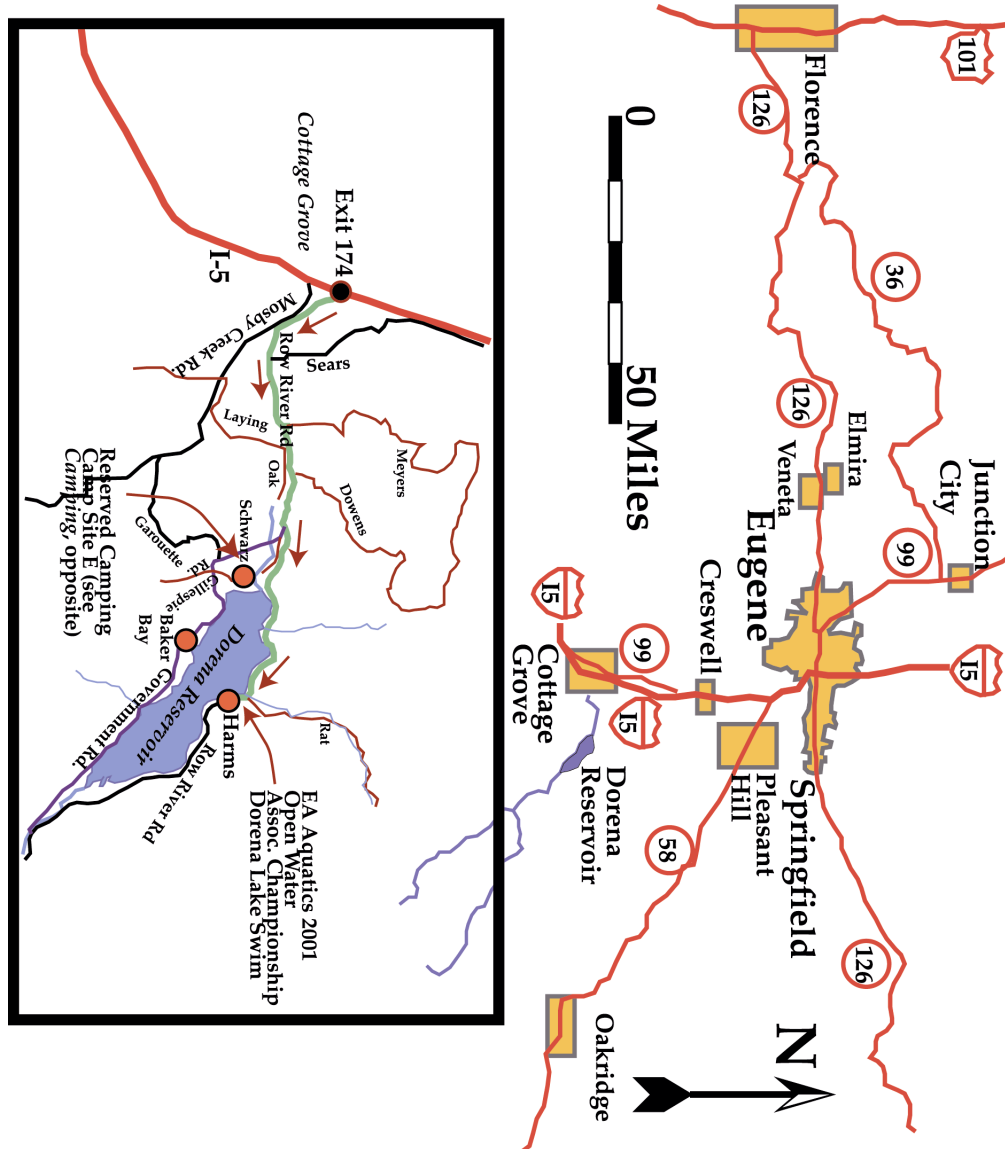 101
Florence
126
36
126
Elmira
Veneta
Junction
City
99
Eugene
I5
Creswell
Springfield
Pleasant
Hill
99
I5
I5
Cottage
Grove
Dorena
Reservoir
58
126
Oakridge
N
0
50 Miles
Cottage Grove
Exit 174
I-5
Mosby Creek Rd.
Row River Rd
Sears
Laying
Oak
Meyers
Dowens
Schwarz
Garouette
Rd.
Gillespie
Reserved Camping
Camp Site E (see
Camping, opposite)
Baker
Bay
Dorena Reservoir
Government Rd.
Harms
Row River Rd
Rat
EA Aquatics 2001
Open Water
Assoc. Championship
Dorena Lake Swim